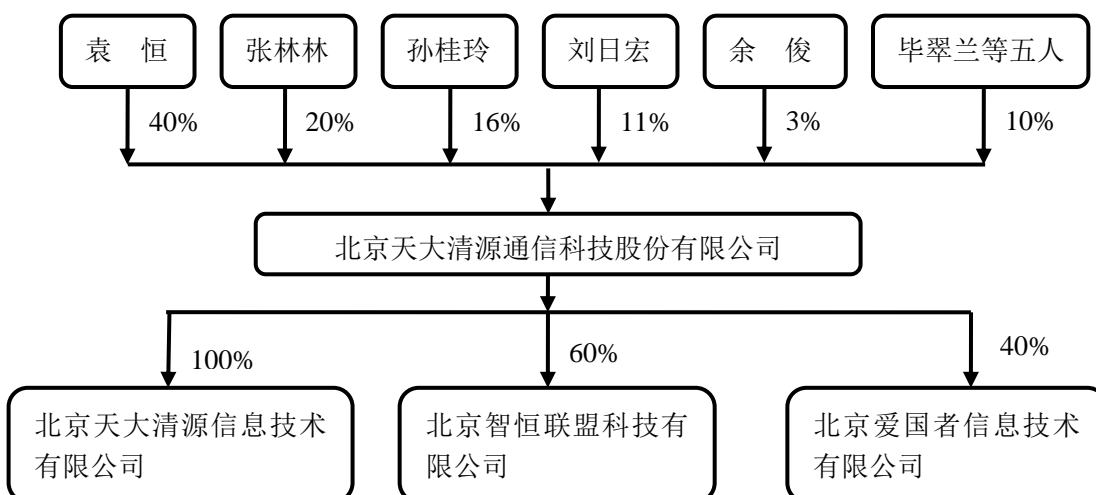 袁 恒
张林林
孙桂玲
刘日宏
余 俊
毕翠兰等五人
40%
20%
16%
11%
3%
10%
北京天大清源通信科技股份有限公司
100%
60%
40%
北京天大清源信息技术
有限公司
北京智恒联盟科技有
限公司
北京爱国者信息技术
有限公司